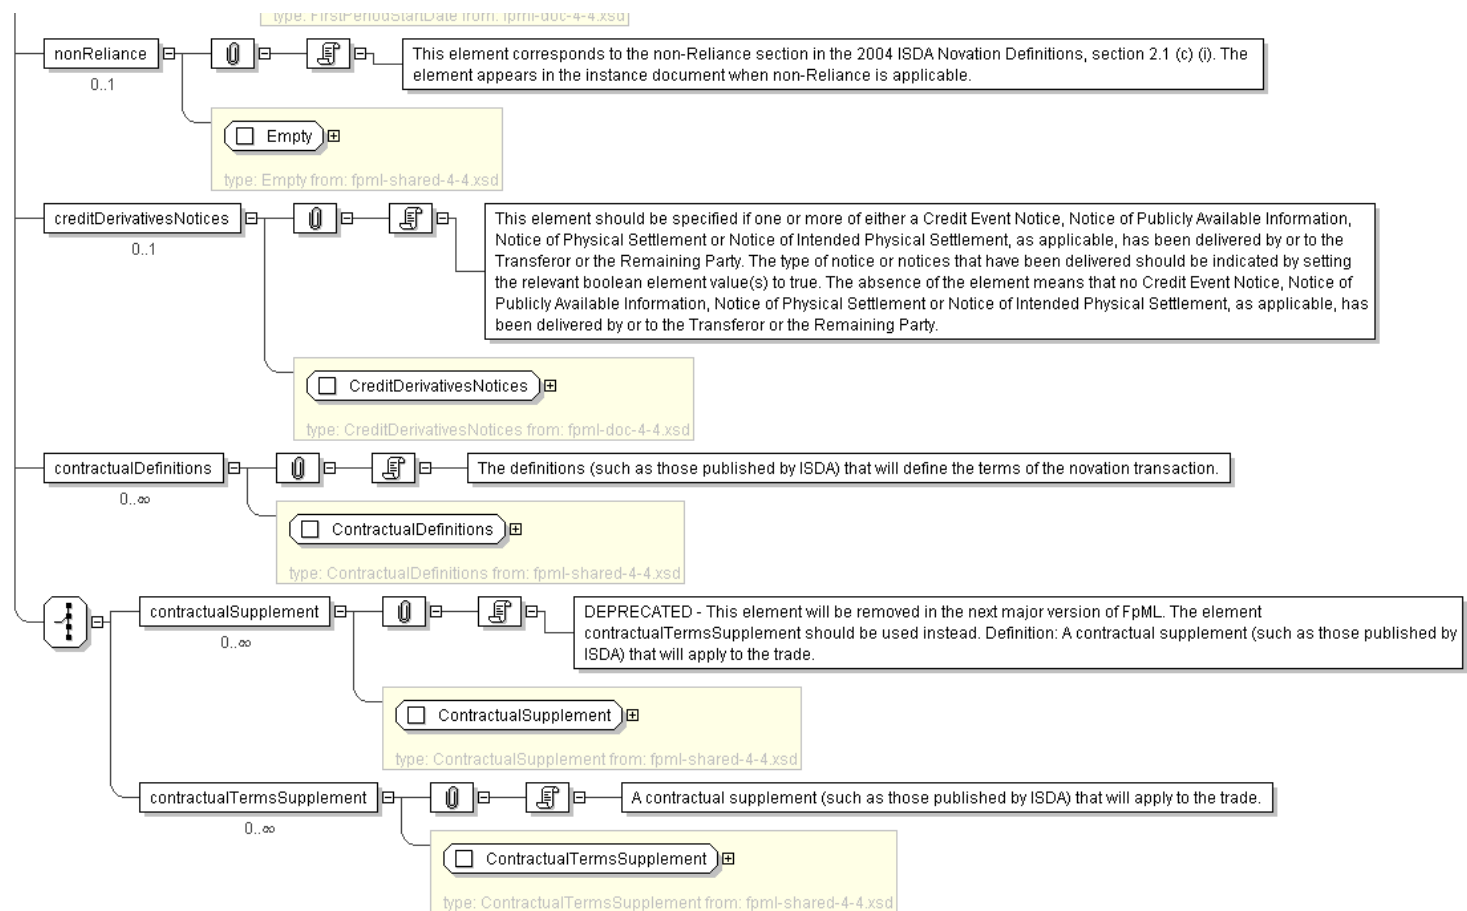 type: FirstPeriodStartDate from: fpml-doc-4-4.xsd
nonReliance
0..1
This element corresponds to the non-Reliance section in the 2004 ISDA Novation Definitions, section 2.1 (c) (i). The
element appears in the instance document when non-Reliance is applicable.
Empty
type: Empty from: fpml-shared-4-4.xsd
creditDerivativesNotices
0..1
This element should be specified if one or more of either a Credit Event Notice, Notice of Publicly Available Information,
Notice of Physical Settlement or Notice of Intended Physical Settlement, as applicable, has been delivered by or to the
Transferor or the Remaining Party. The type of notice or notices that have been delivered should be indicated by setting
the relevant boolean element value(s) to true. The absence of the element means that no Credit Event Notice, Notice of
Publicly Available Information, Notice of Physical Settlement or Notice of Intended Physical Settlement, as applicable, has
been delivered by or to the Transferor or the Remaining Party.
CreditDerivativesNotices
type: CreditDerivativesNotices from: fpml-doc-4-4.xsd
contractualDefinitions
0..∞
The definitions (such as those published by ISDA) that will define the terms of the novation transaction.
ContractualDefinitions
type: ContractualDefinitions from: fpml-shared-4-4.xsd
contractualSupplement
0..∞
DEPRECATED - This element will be removed in the next major version of FpML. The element
contractualTermsSupplement should be used instead. Definition: A contractual supplement (such as those published by
ISDA) that will apply to the trade.
ContractualSupplement
type: ContractualSupplement from: fpml-shared-4-4.xsd
contractualTermsSupplement
0..∞
A contractual supplement (such as those published by ISDA) that will apply to the trade.
ContractualTermsSupplement
type: ContractualTermsSupplement from: fpml-shared-4-4.xsd